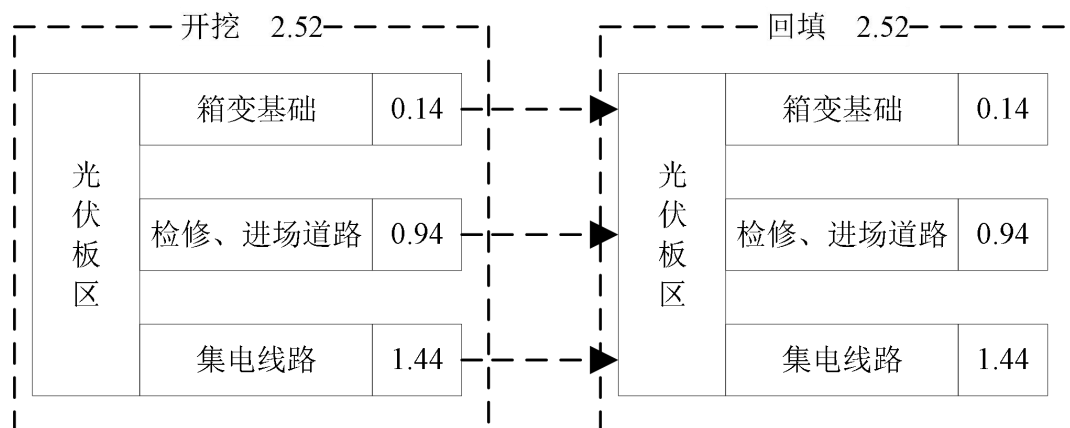 开挖 2.52
回填 2.52
光伏板区
箱变基础 0.14
检修、进场道路 0.94
集电线路 1.44
光伏板区
箱变基础 0.14
检修、进场道路 0.94
集电线路 1.44